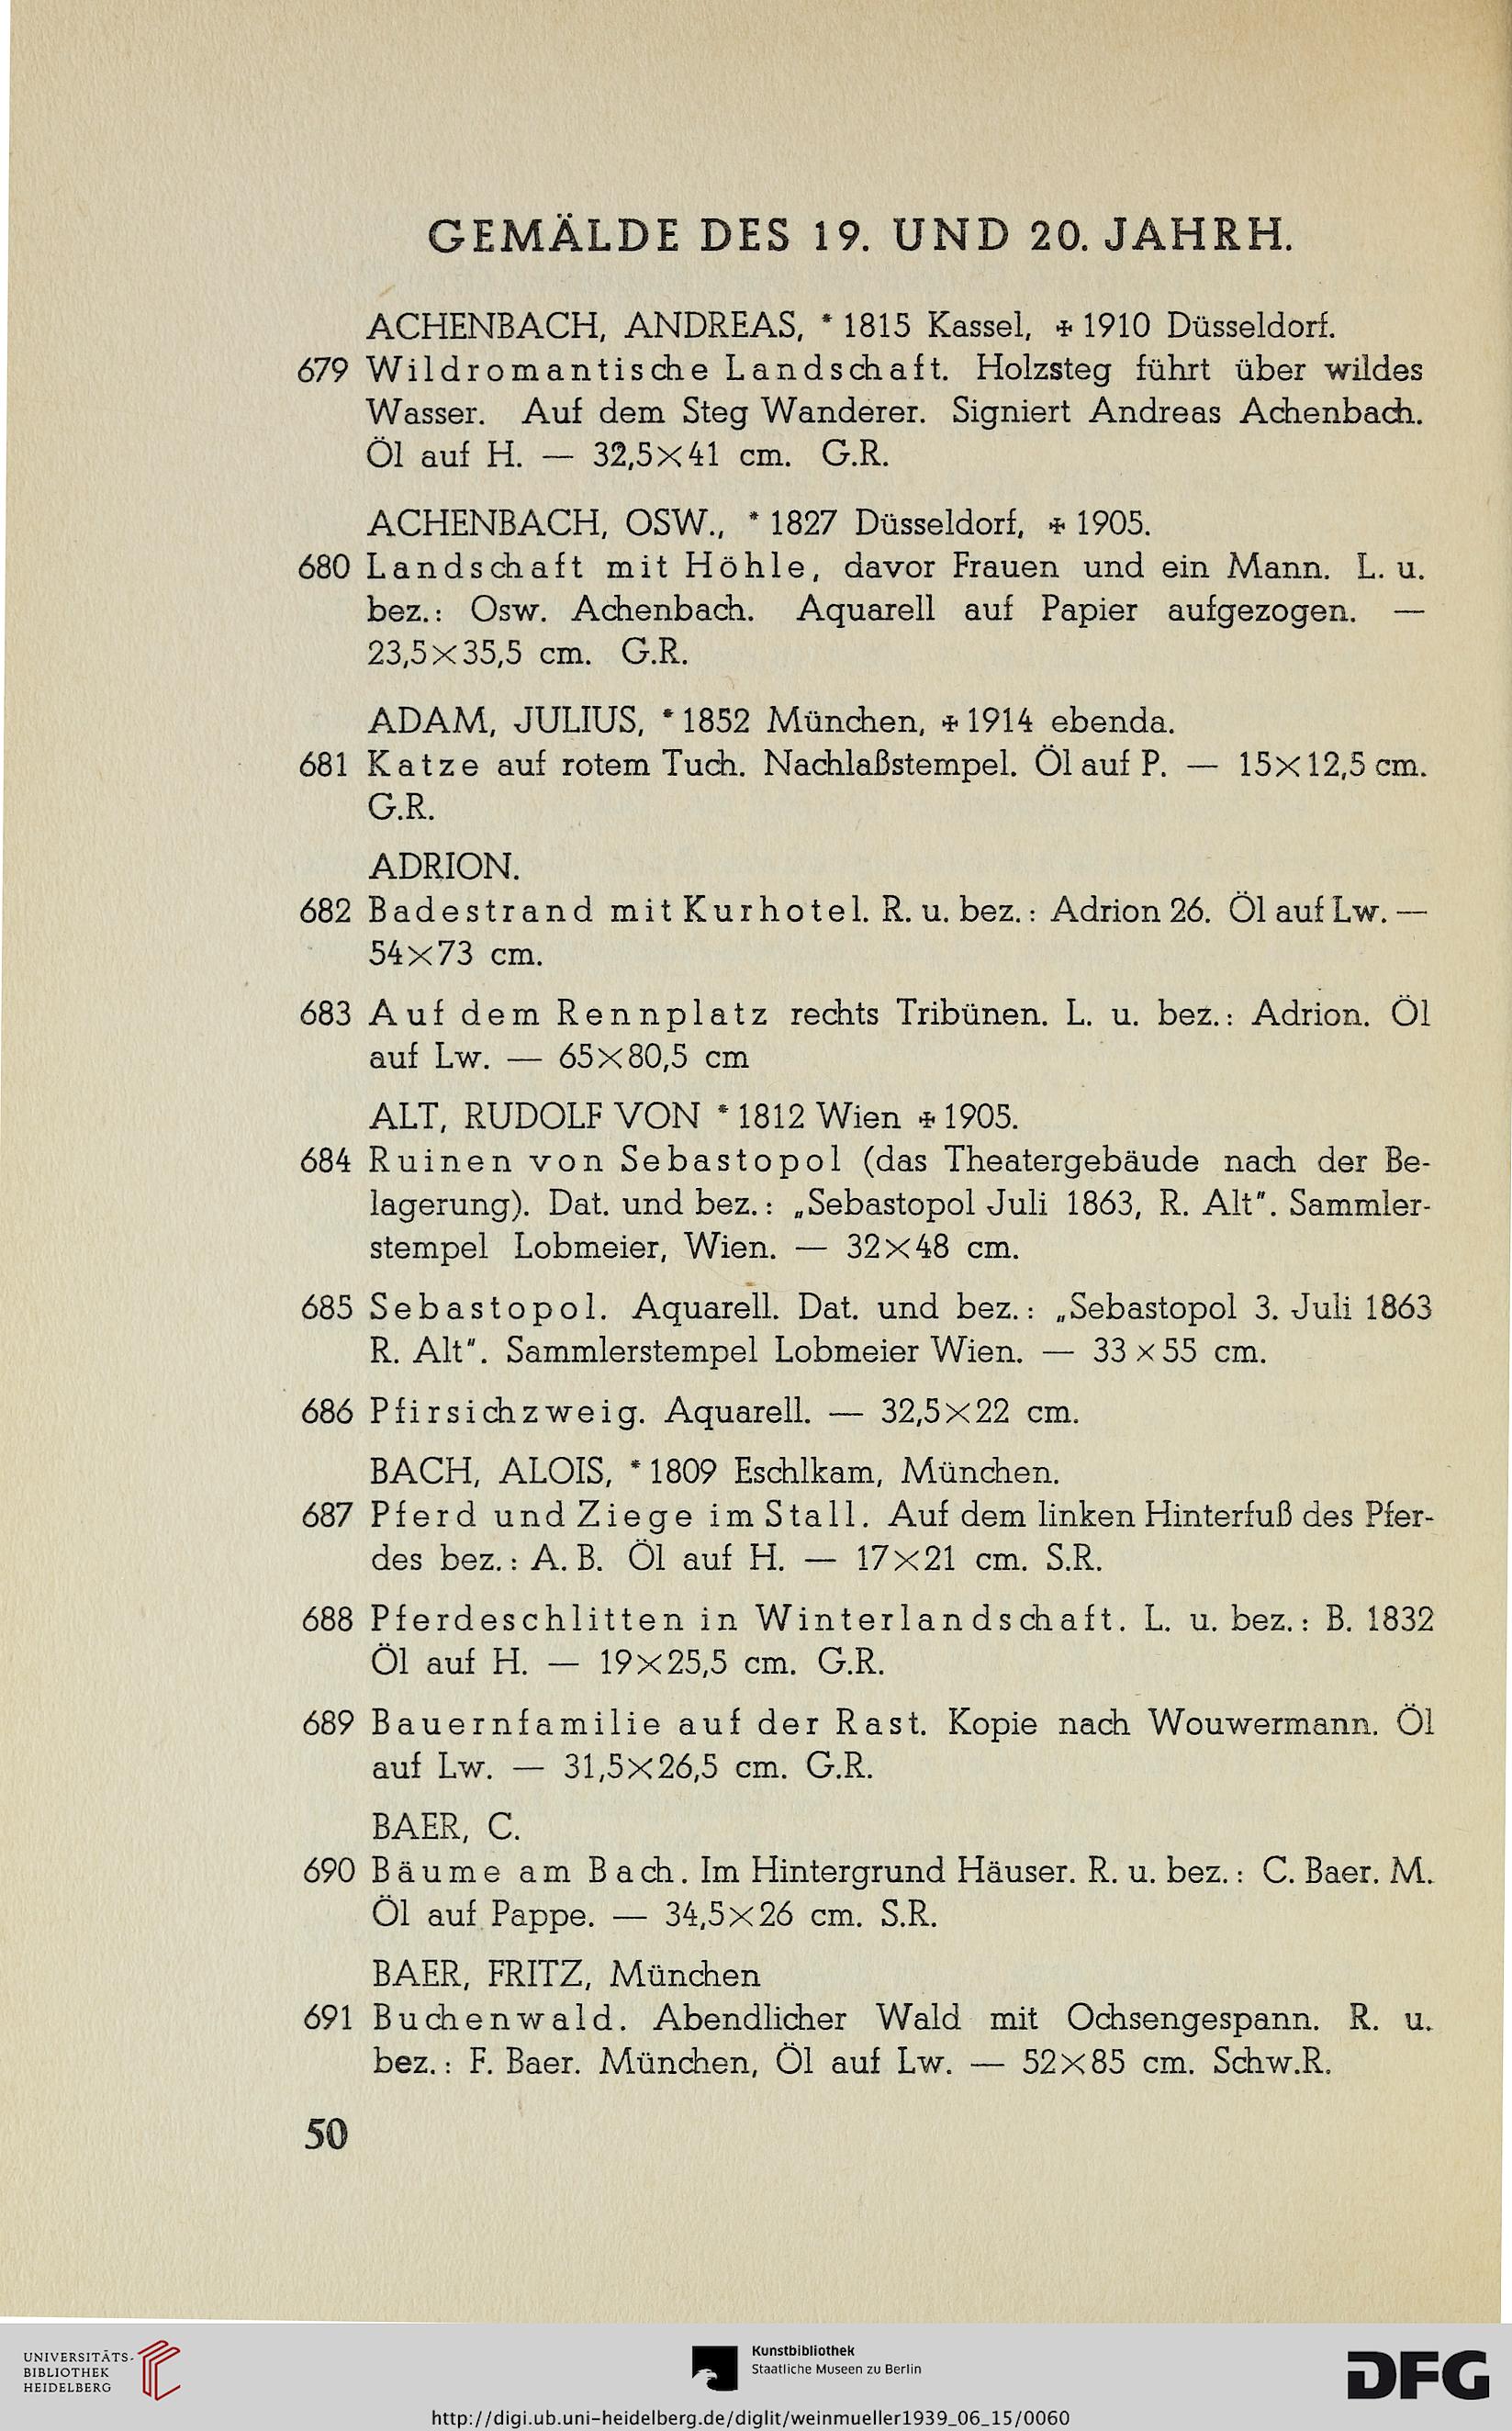 GEMÄLDE DES 19. UND 20. JAHRH.
ACHENBACH, ANDREAS, * 1815 Kassel, ✠ 1910 Düsseldorf.
679 Wildromantische Landschaft. Holzsteg führt über wildes
Wasser. Auf dem Steg Wanderer. Signiert Andreas Achenbach.
Öl auf H. — 32,5×41 cm. G.R.
ACHENBACH, OSW., * 1827 Düsseldorf, ✠ 1905.
680 Landschaft mit Höhle, davor Frauen und ein Mann. L. u.
bez.: Osw. Achenbach. Aquarell auf Papier aufgezogen. —
23,5×35,5 cm. G.R.
ADAM, JULIUS, * 1852 München, ✠ 1914 ebenda.
681 Katze auf rotem Tuch. Nachlaßstempel. Öl auf P. — 15×12,5 cm.
G.R.
ADRION.
682 Badestrand mit Kurhotel. R. u. bez.: Adrion 26. Öl auf Lw. —
54×73 cm.
683 Auf dem Rennplatz rechts Tribünen. L. u. bez.: Adrion. Öl
auf Lw. — 65×80,5 cm
ALT, RUDOLF VON * 1812 Wien ✠ 1905.
684 Ruinen von Sebastopol (das Theatergebäude nach der Be-
lagerung). Dat. und bez.: „Sebastopol Juli 1863, R. Alt". Sammler-
stempel Lobmeier, Wien. — 32×48 cm.
685 Sebastopol. Aquarell. Dat. und bez.: „Sebastopol 3. Juli 1863
R. Alt". Sammlerstempel Lobmeier Wien. — 33 × 55 cm.
686 Pfirsichzweig. Aquarell. — 32,5×22 cm.
BACH, ALOIS, * 1809 Eschlkam, München.
687 Pferd und Ziege im Stall. Auf dem linken Hinterfuß des Pfer-
des bez.: A. B. Öl auf H. — 17×21 cm. S.R.
688 Pferdeschlitten in Winterlandschaft. L. u. bez.: B. 1832
Öl auf H. — 19×25,5 cm. G.R.
689 Bauernfamilie auf der Rast. Kopie nach Wouwermann. Öl
auf Lw. — 31,5×26,5 cm. G.R.
BAER, C.
690 Bäume am Bach. Im Hintergrund Häuser. R. u. bez.: C. Baer. M.
Öl auf Pappe. — 34,5×26 cm. S.R.
BAER, FRITZ, München
691 Buchenwald. Abendlicher Wald mit Ochsengespann. R. u.
bez.: F. Baer. München, Öl auf Lw. — 52×85 cm. Schw.R.
50
UNIVERSITÄTS-
BIBLIOTHEK
HEIDELBERG
Kunstbibliothek
Staatliche Museen zu Berlin
DFG
http://digi.ub.uni-heidelberg.de/diglit/weinmueller1939_06_15/0060